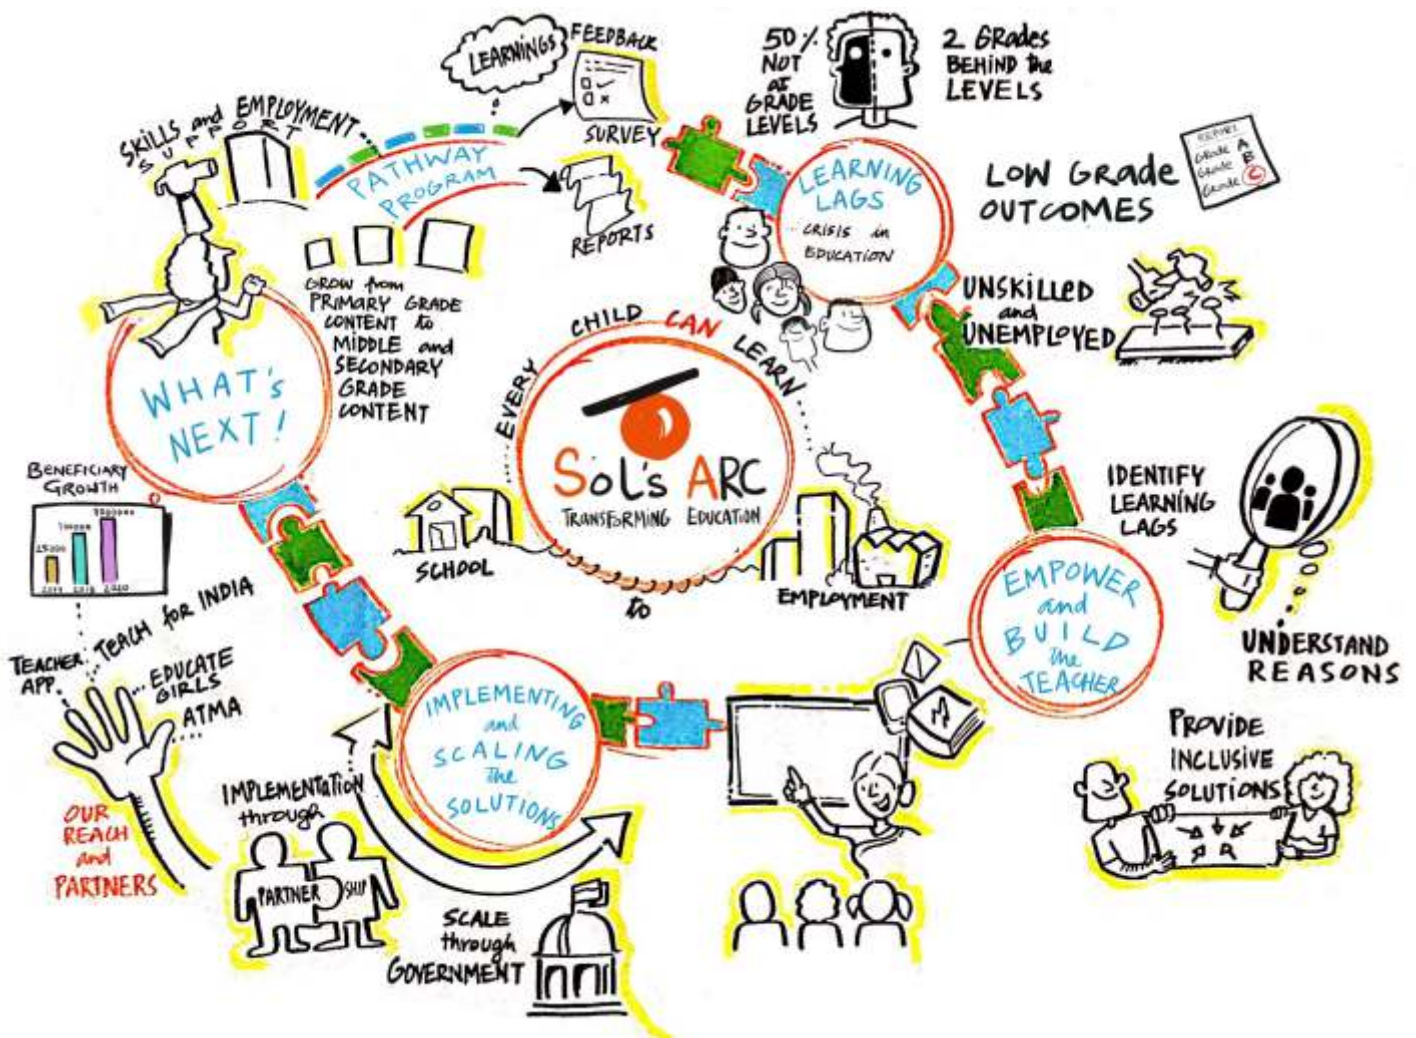 LEARNINGS
FEEDBACK
SURVEY
REPORTS
SKILLS and EMPLOYMENT
SUPPORT
PATHWAY
PROGRAM
GROW from
PRIMARY GRADE
CONTENT to
MIDDLE and
SECONDARY
GRADE
CONTENT
WHAT'S
NEXT!
50%
NOT
at
GRADE
LEVELS
2 GRades
BEHIND the
LEVELS
LEARNING
LAGS
CRISIS in
EDUCATION
LOW GRade
OUTCOMES
REPORT
GRade A
GRade B
GRade C
UNSKILLED
and
UNEMPLOYED
EVERY CHILD CAN LEARN
SoL's ARC
TRANSFORMING EDUCATION
SCHOOL
to
EMPLOYMENT
IDENTIFY
LEARNING
LAGS
UNDERSTAND
REASONS
EMPOWER
and
BUILD
the
TEACHER
PROVIDE
INCLUSIVE
SOLUTIONS
IMPLEMENTING
and
SCALING
the
SOLUTIONS
BENEFICIARY
GROWTH
2020
TEACHER
APP
TEACH for INDIA
EDUCATE
GIRLS
ATMA
OUR
REACH
and
PARTNERS
IMPLEMENTATION
through
PARTNER SHIP
SCALE
through
GOVERNMENT